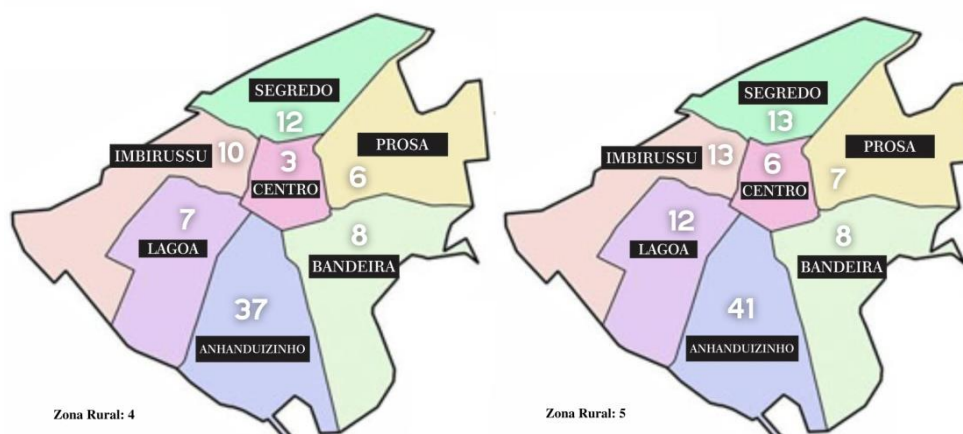 SEGREDO
12
PROSA
IMBIRUSSU 10
3
6
CENTRO
7
LAGOA
8
BANDEIRA
37
ANHANDUIZINHO
Zona Rural: 4
SEGREDO
13
PROSA
IMBIRUSSU 13
6
7
CENTRO
12
LAGOA
8
BANDEIRA
41
ANHANDUIZINHO
Zona Rural: 5